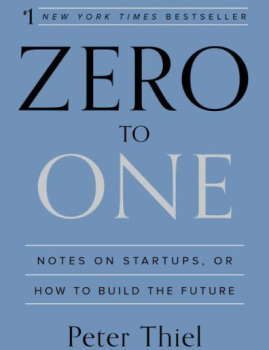 #1 NEW YORK TIMES BESTSELLER
ZERO
TO
ONE
NOTES ON STARTUPS, OR
HOW TO BUILD THE FUTURE
Peter Thiel